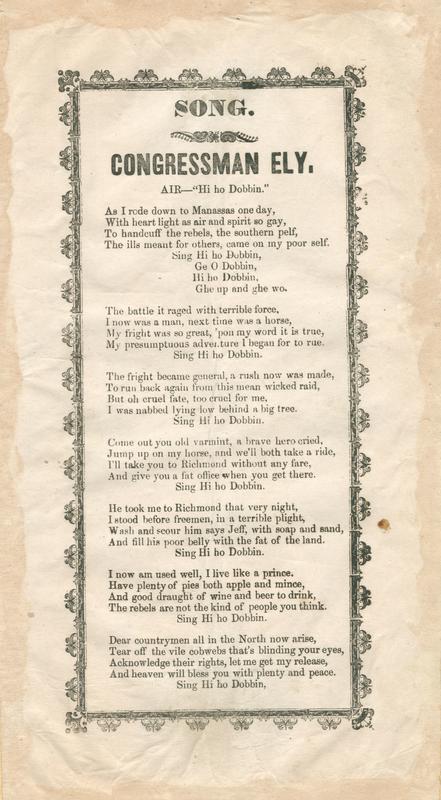 SONG.
CONGRESSMAN ELY.
AIR—"Hi ho Dobbin."
As I rode down to Manassas one day,
With heart light as air and spirit so gay,
To handcuff the rebels, the southern pelf,
The ills meant for others, came on my poor self.
Sing Hi ho Dobbin,
Ge O Dobbin,
Hi ho Dobbin,
Ghe up and ghe wo.
The battle it raged with terrible force,
I now was a man, next time was a horse,
My fright was so great, 'pon my word it is true,
My presumptuous adventure I began for to rue.
Sing Hi ho Dobbin.
The fright became general, a rush now was made,
To run back again from this mean wicked raid,
But oh cruel fate, too cruel for me,
I was nabbed lying low behind a big tree.
Sing Hi ho Dobbin.
Come out you old varmint, a brave hero cried,
Jump up on my horse, and we'll both take a ride,
I'll take you to Richmond without any fare,
And give you a fat office when you get there.
Sing Hi ho Dobbin.
He took me to Richmond that very night,
I stood before freemen, in a terrible plight,
Wash and scour him says Jeff, with soap and sand,
And fill his poor belly with the fat of the land.
Sing Hi ho Dobbin.
I now am used well, I live like a prince.
Have plenty of pies both apple and mince,
And good draught of wine and beer to drink,
The rebels are not the kind of people you think.
Sing Hi ho Dobbin.
Dear countrymen all in the North now arise,
Tear off the vile cobwebs that's blinding your eyes,
Acknowledge their rights, let me get my release,
And heaven will bless you with plenty and peace.
Sing Hi ho Dobbin,